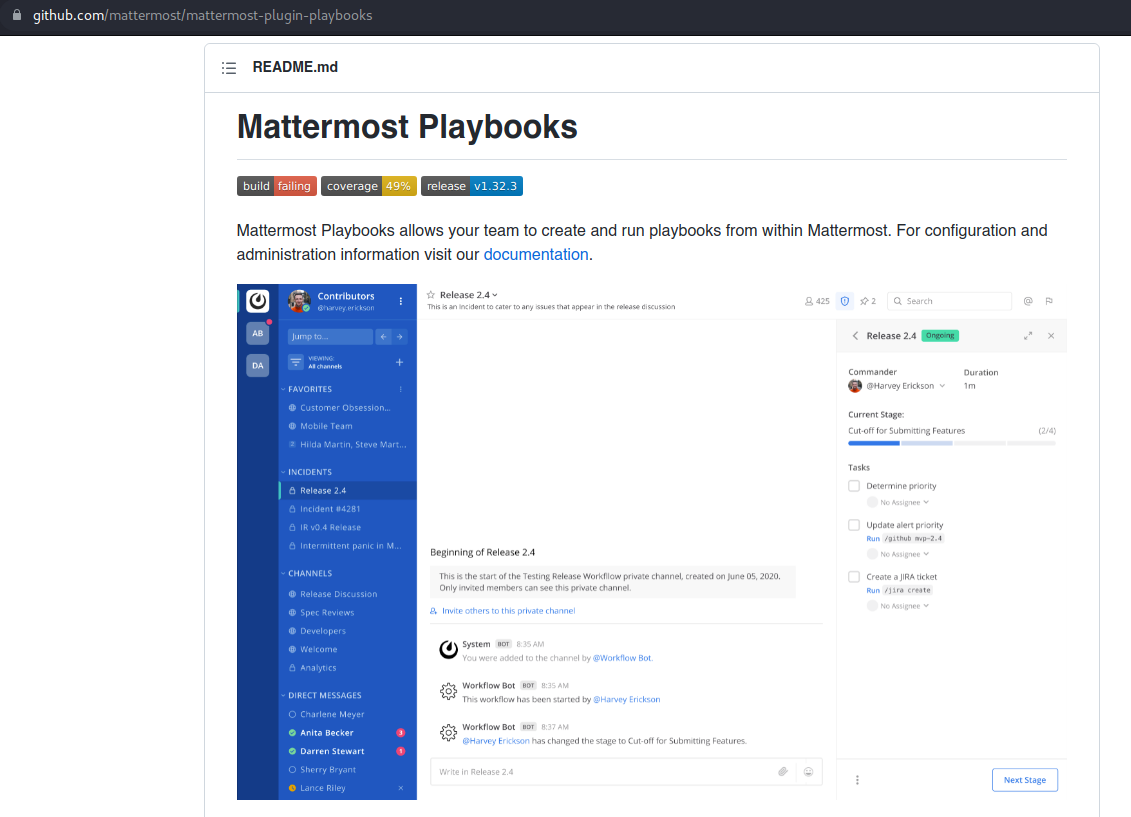 github.com/mattermost/mattermost-plugin-playbooks
README.md
Mattermost Playbooks
build failing coverage 49% release v1.32.3
Mattermost Playbooks allows your team to create and run playbooks from within Mattermost. For configuration and
administration information visit our documentation.
Contributors
@harvey.erickson
AB
DA
Jump to...
VIEWING:
All channels
FAVORITES
Customer Obsession...
Mobile Team
2 Hilda Martin, Steve Mart...
INCIDENTS
Release 2.4
Incident #4281
IR v0.4 Release
Intermittent panic in M...
CHANNELS
Release Discussion
Spec Reviews
Developers
Welcome
Analytics
DIRECT MESSAGES
Charlene Meyer
Anita Becker 3
Darren Stewart 1
Sherry Bryant
Lance Riley ×
Release 2.4
This is an Incident to cater to any issues that appear in the release discussion
425
2
Search
@
Beginning of Release 2.4
This is the start of the Testing Release Workflow private channel, created on June 05, 2020.
Only invited members can see this private channel.
Invite others to this private channel
System BOT 8:35 AM
You were added to the channel by @Workflow Bot.
Workflow Bot BOT 8:35 AM
This workflow has been started by @Harvey Erickson
Workflow Bot BOT 8:37 AM
@Harvey Erickson has changed the stage to Cut-off for Submitting Features.
Write in Release 2.4
Release 2.4 Ongoing
Commander Duration
@Harvey Erickson 1m
Current Stage:
Cut-off for Submitting Features (2/4)
Tasks
Determine priority
No Assignee
Update alert priority
Run /github mvp-2.4
No Assignee
Create a JIRA ticket
Run /jira create
No Assignee
Next Stage